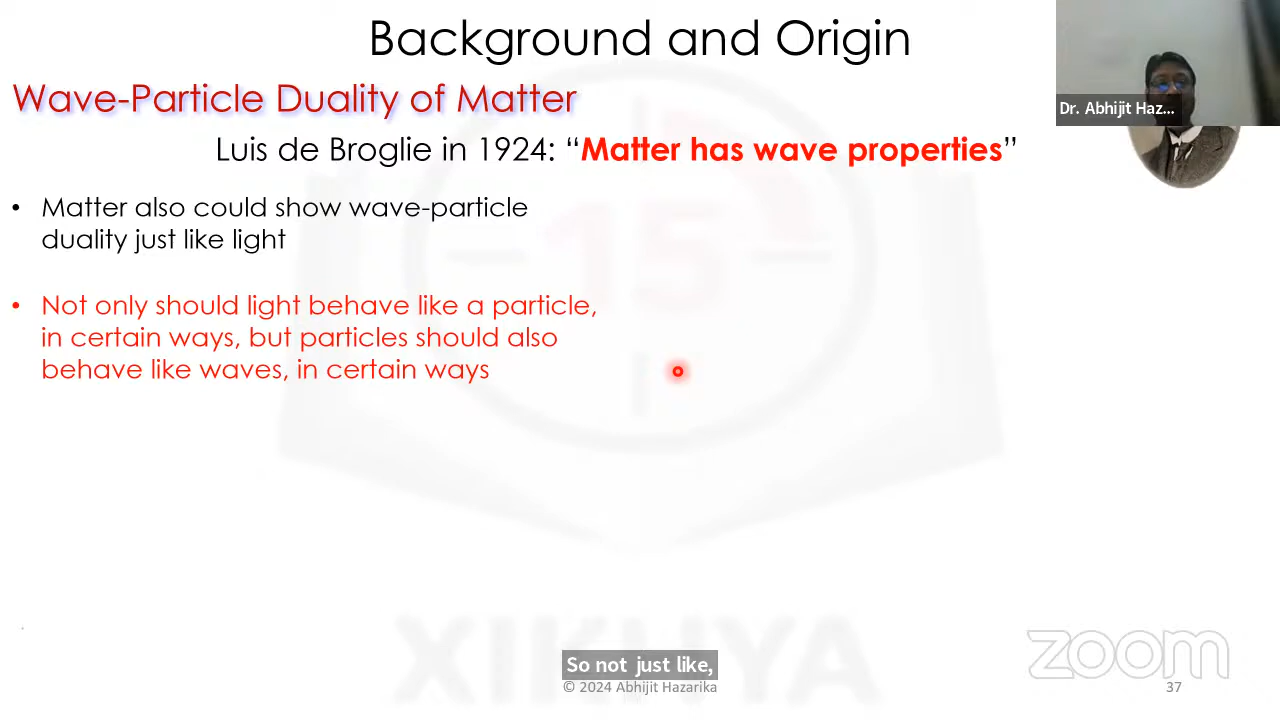 Background and Origin
Dr. Abhijit Haz...
Wave-Particle Duality of Matter
Luis de Broglie in 1924: “Matter has wave properties”
• Matter also could show wave-particle
duality just like light
• Not only should light behave like a particle,
in certain ways, but particles should also
behave like waves, in certain ways
15
XIKHYA
zoom
So not just like,
© 2024 Abhijit Hazarika
37